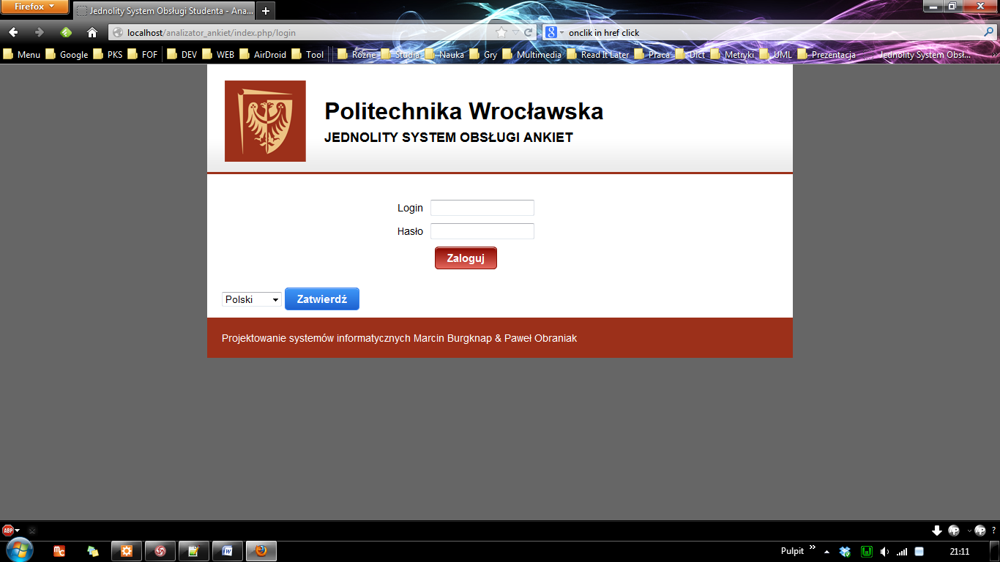 Firefox
Jednolity System Obsługi Studenta - Ana...
localhost/analizator_ankiet/index.php/login
onclik in href click
Menu Google PKS FOF DEV WEB AirDroid Tool Różne Studia Nauka Gry Multimedia Read It Later Praca Dict Metryki UML Prezentacja Jednolity System Obsł...
Politechnika Wrocławska
JEDNOLITY SYSTEM OBSŁUGI ANKIET
Login
Hasło
Zaloguj
Polski Zatwierdź
Projektowanie systemów informatycznych Marcin Burgknap & Paweł Obraniak
ABP ?
Pulpit 21:11